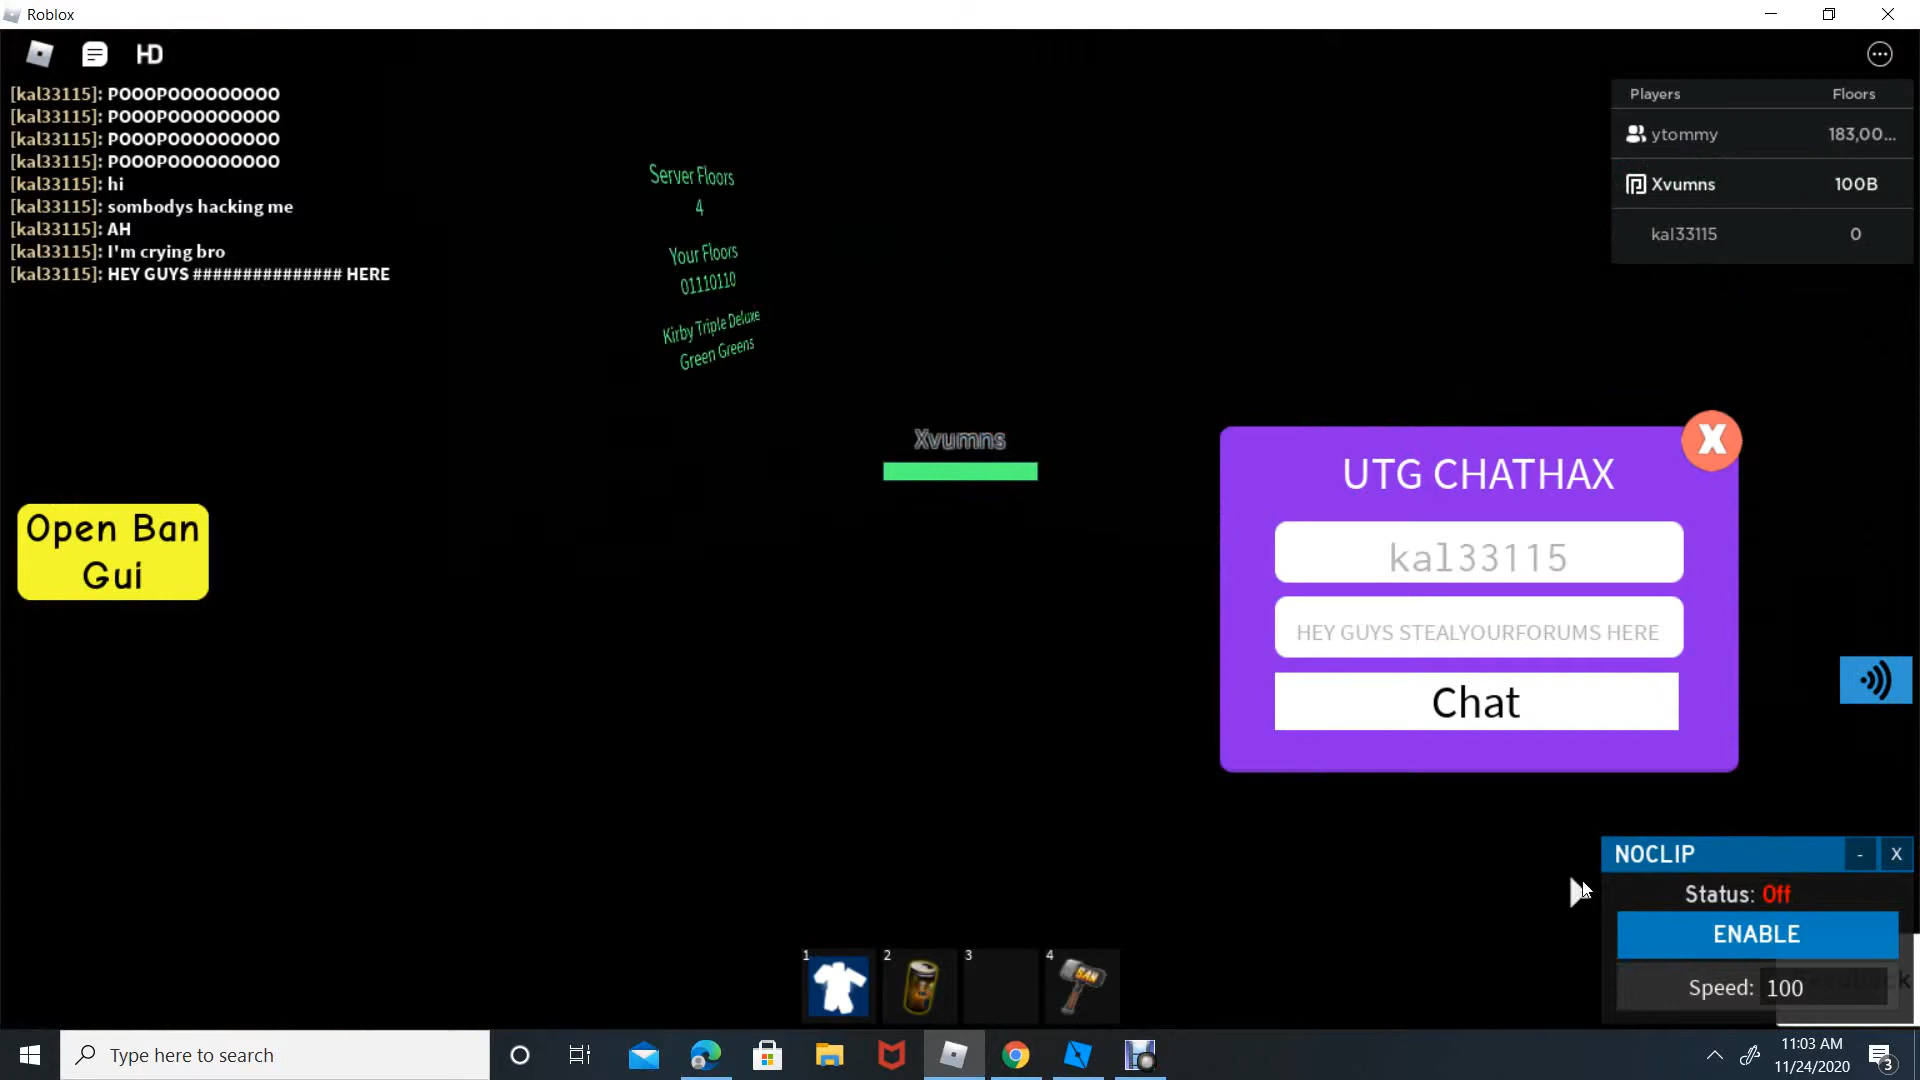 Roblox
HD
[kal33115]: POOOPOOOOOOOOO
[kal33115]: POOOPOOOOOOOOO
[kal33115]: POOOPOOOOOOOOO
[kal33115]: POOOPOOOOOOOOO
[kal33115]: hi
[kal33115]: sombodys hacking me
[kal33115]: AH
[kal33115]: I'm crying bro
[kal33115]: HEY GUYS ############### HERE
Server Floors
4
Your Floors
01110110
Kirby Triple Deluxe
Green Greens
Players Floors
ytommy 183,00...
Xvumns 100B
kal33115 0
Xvumns
Open Ban
Gui
X
UTG CHATHAX
kal33115
HEY GUYS STEALYOURFORUMS HERE
Chat
NOCLIP - X
Status: Off
ENABLE
Speed: 100
1 2 3 4
BAN
Type here to search
11:03 AM
11/24/2020
3